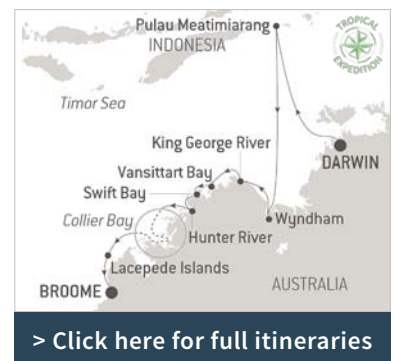 TROPICAL
EXPEDITION
Pulau Meatimiarang
INDONESIA
Timor Sea
King George River
DARWIN
Vansittart Bay
Swift Bay
Collier Bay
Wyndham
Hunter River
Lacepede Islands
AUSTRALIA
BROOME
> Click here for full itineraries